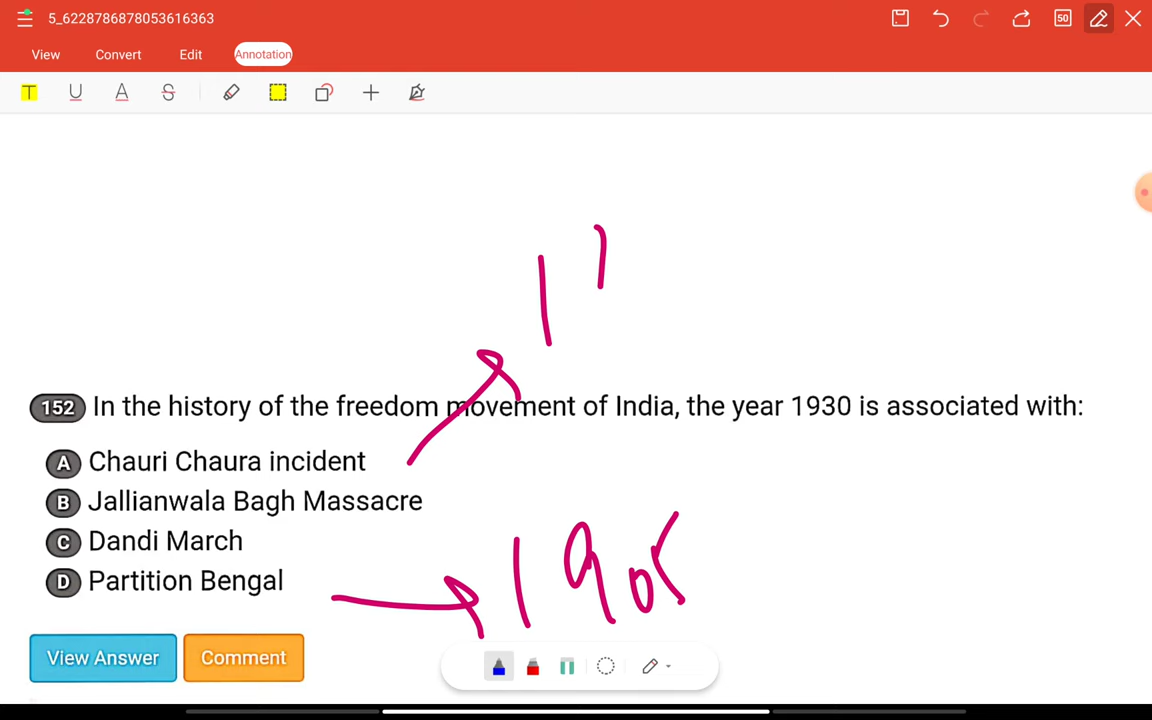 5_6228786878053616363
50
View Convert Edit Annotation
T U A S
152 In the history of the freedom movement of India, the year 1930 is associated with:
A Chauri Chaura incident
B Jallianwala Bagh Massacre
C Dandi March
D Partition Bengal
1905
View Answer Comment